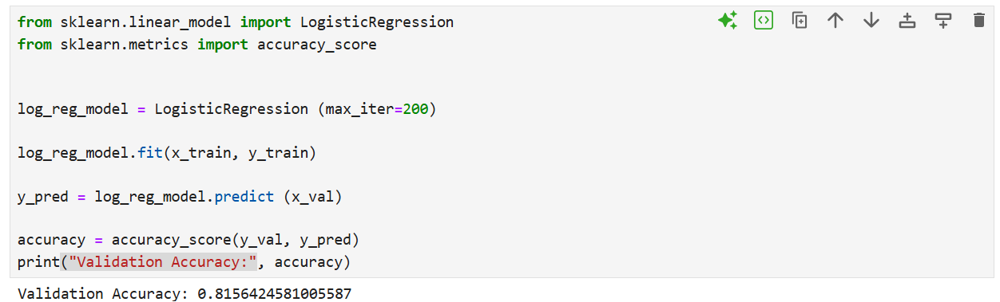 from sklearn.linear_model import LogisticRegression
from sklearn.metrics import accuracy_score
log_reg_model = LogisticRegression (max_iter=200)
log_reg_model.fit(x_train, y_train)
y_pred = log_reg_model.predict (x_val)
accuracy = accuracy_score(y_val, y_pred)
print("Validation Accuracy:", accuracy)
Validation Accuracy: 0.8156424581005587